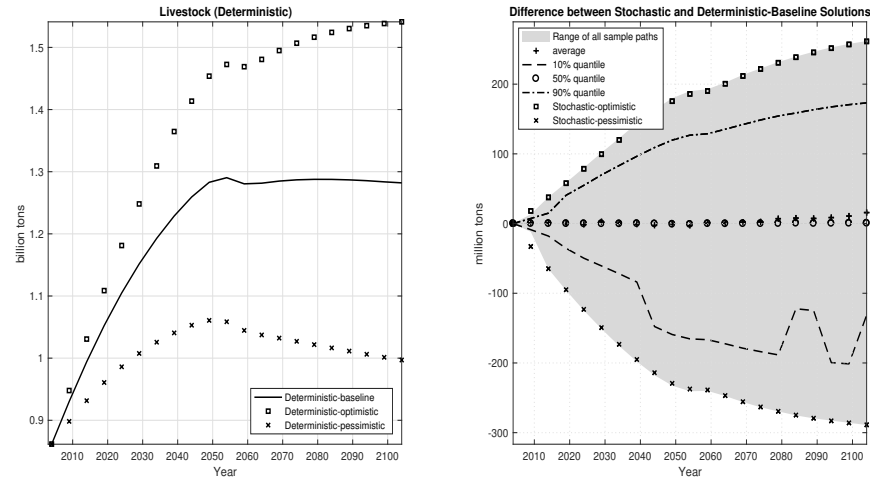 Livestock (Deterministic)
1.5
1.4
1.3
1.2
1.1
1
0.9
billion tons
2010 2020 2030 2040 2050 2060 2070 2080 2090 2100
Year
Deterministic-baseline
Deterministic-optimistic
Deterministic-pessimistic
Difference between Stochastic and Deterministic-Baseline Solutions
Range of all sample paths
average
10% quantile
50% quantile
90% quantile
Stochastic-optimistic
Stochastic-pessimistic
200
100
0
-100
-200
-300
million tons
2010 2020 2030 2040 2050 2060 2070 2080 2090 2100
Year